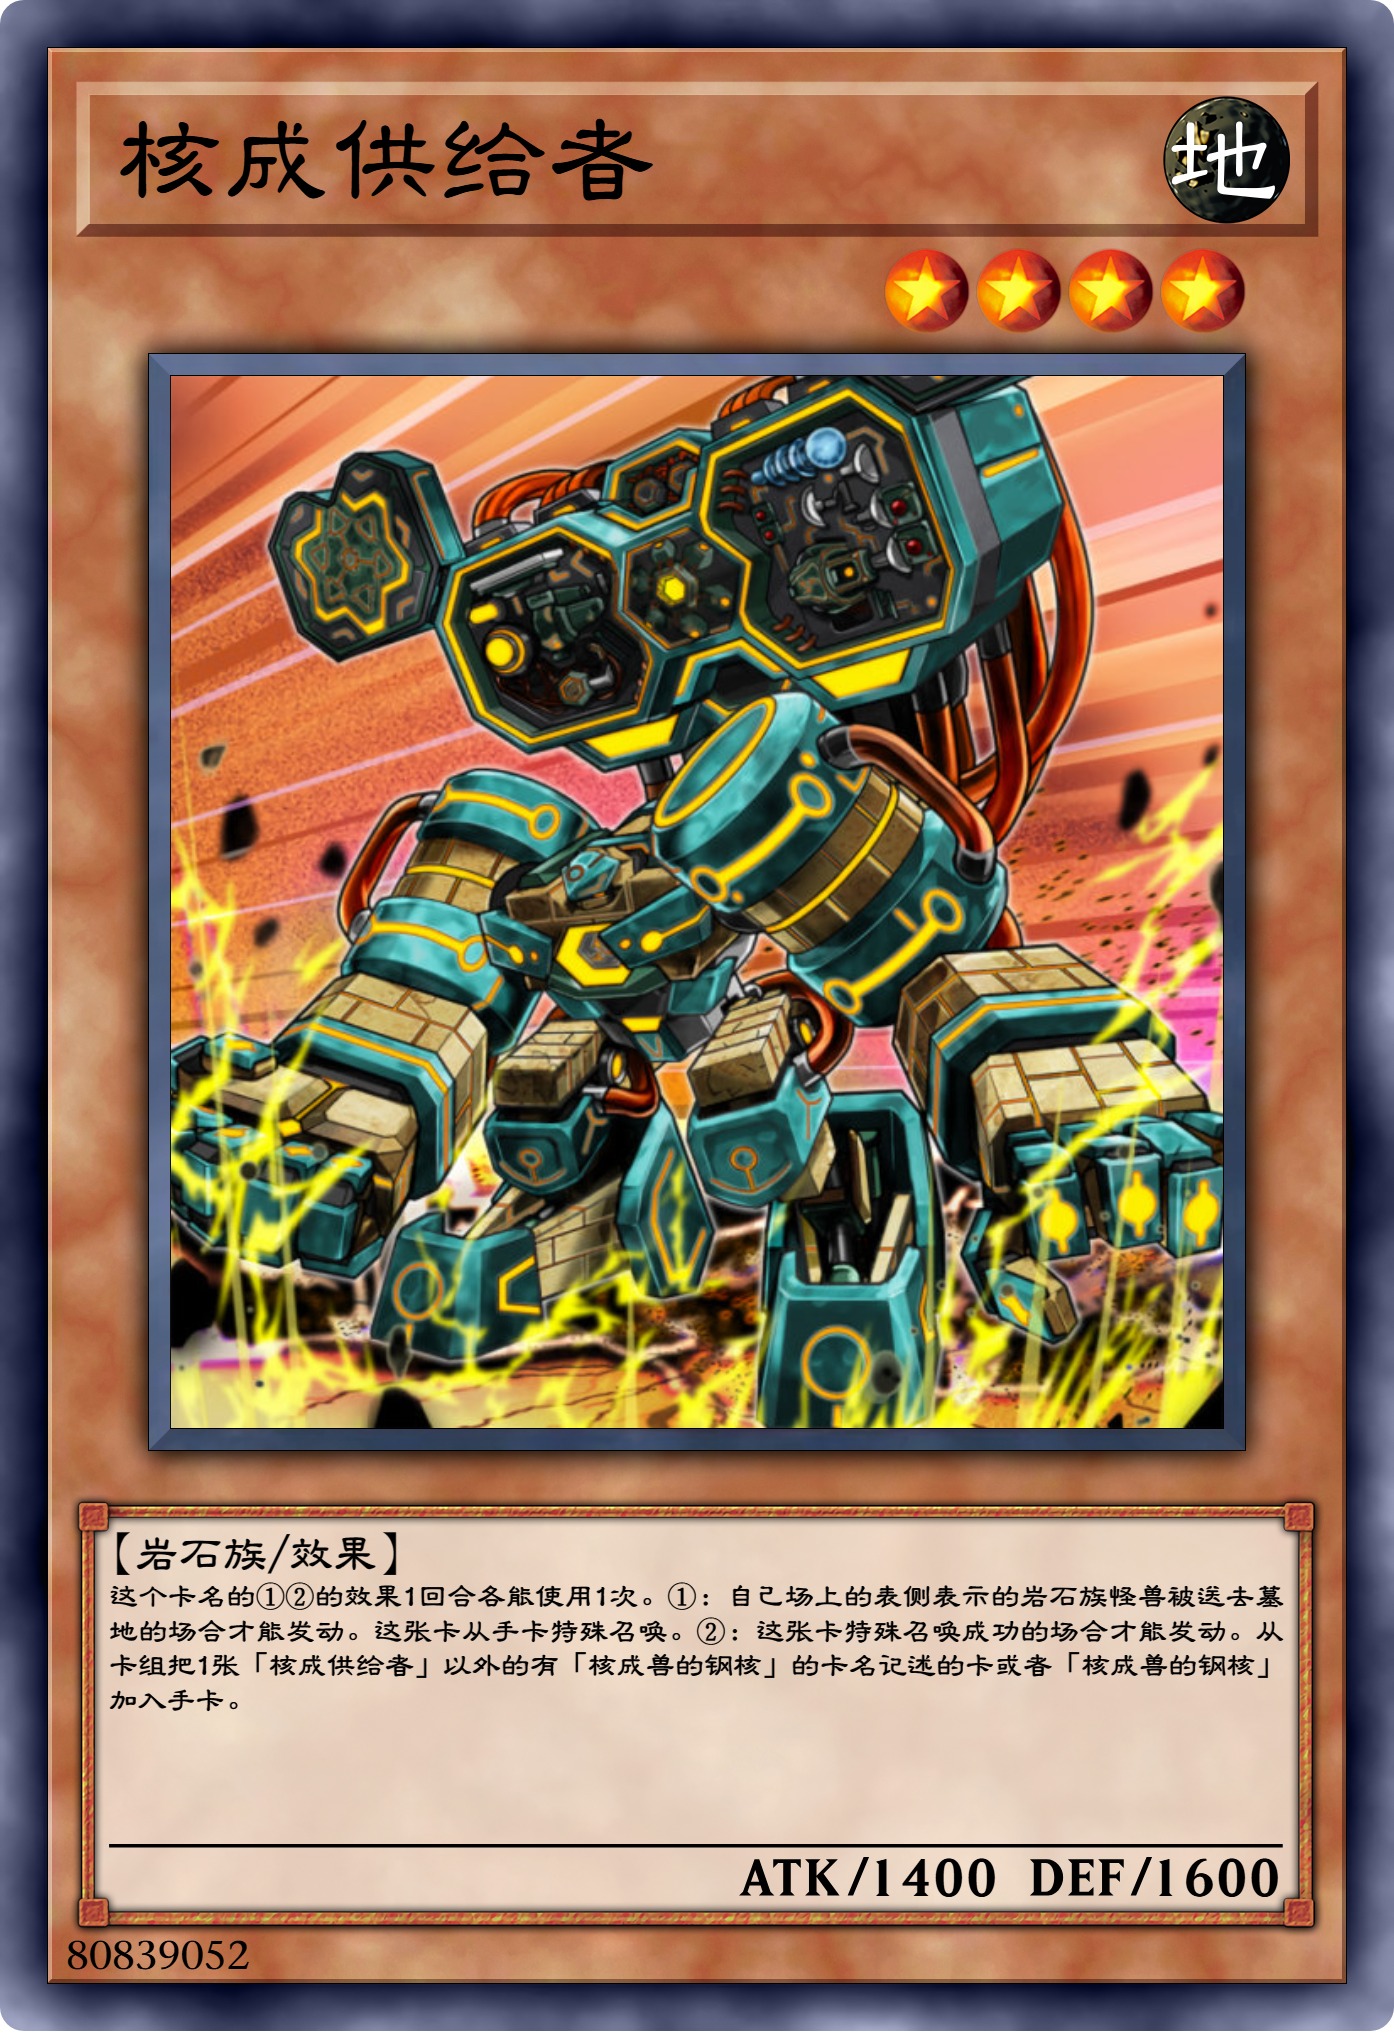 核成供给者
地
【岩石族/效果】
这个卡名的①②的效果1回合各能使用1次。①：自己场上的表侧表示的岩石族怪兽被送去墓
地的场合才能发动。这张卡从手卡特殊召唤。②：这张卡特殊召唤成功的场合才能发动。从
卡组把1张「核成供给者」以外的有「核成兽的钢核」的卡名记述的卡或者「核成兽的钢核」
加入手卡。
ATK/1400 DEF/1600
80839052